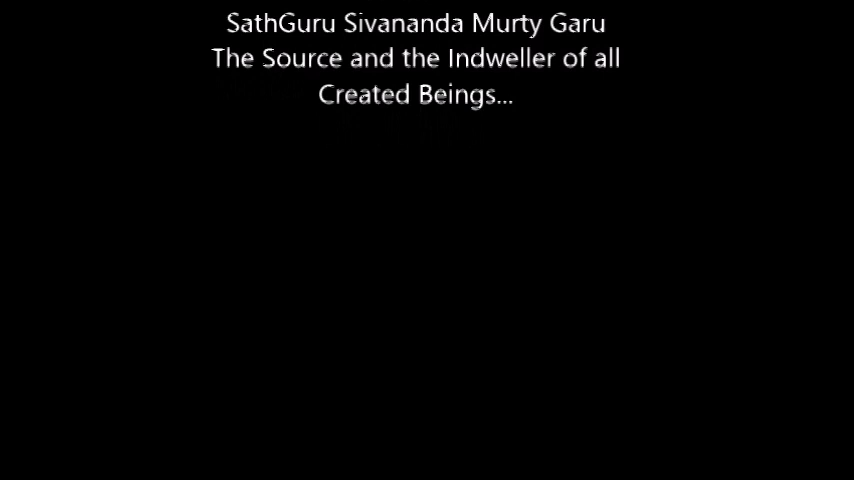 SathGuru Sivananda Murty Garu
The Source and the Indweller of all
Created Beings...